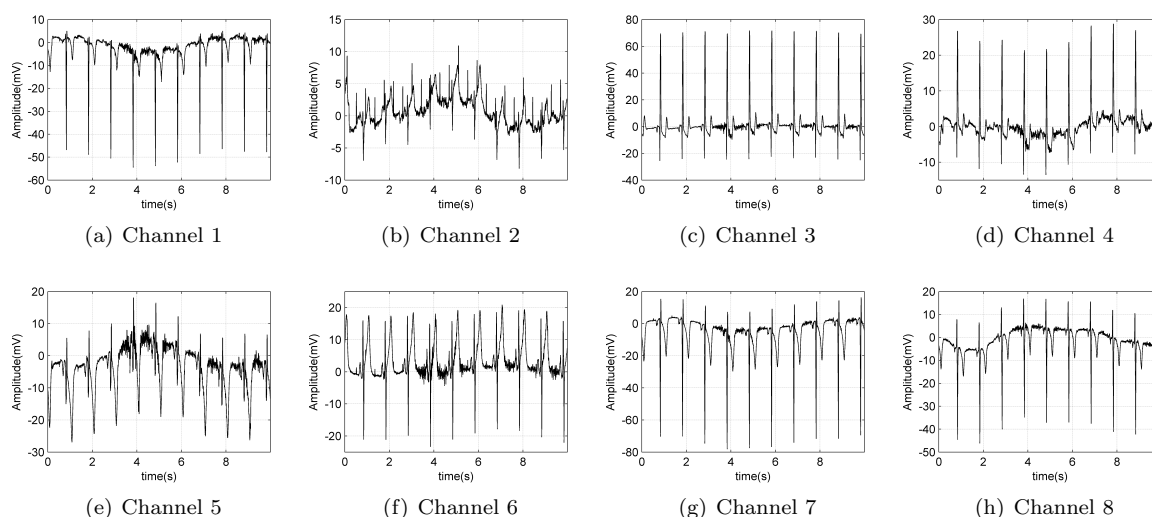 10
0
-10
-20
-30
-40
-50
-60
0 2 4 6 8
Amplitude(mV)
time(s)
(a) Channel 1
15
10
5
0
-5
-10
0 2 4 6 8
Amplitude(mV)
time(s)
(b) Channel 2
80
60
40
20
0
-20
-40
0 2 4 6 8
Amplitude(mV)
time(s)
(c) Channel 3
30
20
10
0
-10
0 2 4 6 8
Amplitude(mV)
time(s)
(d) Channel 4
20
10
0
-10
-20
-30
0 2 4 6 8
Amplitude(mV)
time(s)
(e) Channel 5
25
20
10
0
-10
-20
0 2 4 6 8
Amplitude(mV)
time(s)
(f) Channel 6
20
0
-20
-40
-60
-80
0 2 4 6 8
Amplitude(mV)
time(s)
(g) Channel 7
20
10
0
-10
-20
-30
-40
-50
0 2 4 6 8
Amplitude(mV)
time(s)
(h) Channel 8